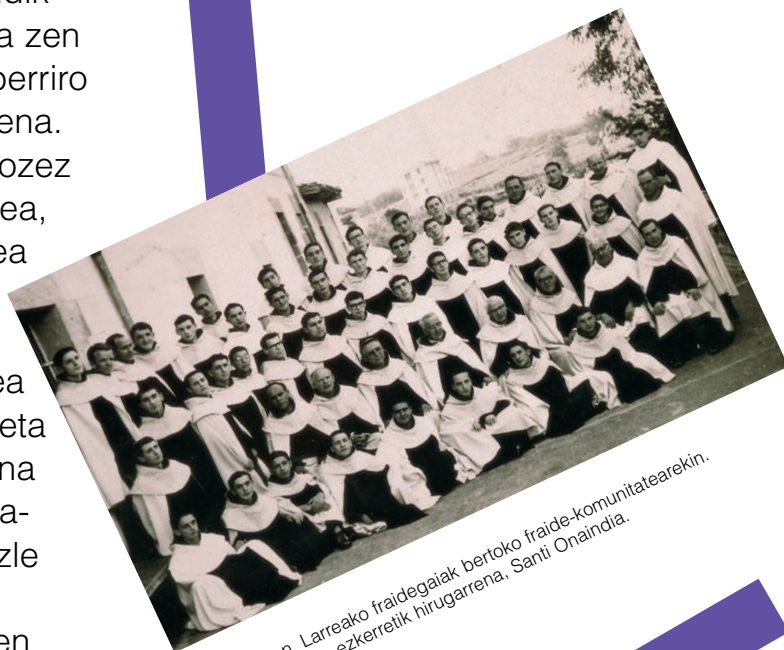 a zen
berriro
ena.
ozez
ea,
ea
ea
eta
na
a-
zle
en
n. Larreako fraidegaiak bertoko fraide-komunitatearekin.
ezkerretik hirugarrena, Santi Onaindia.